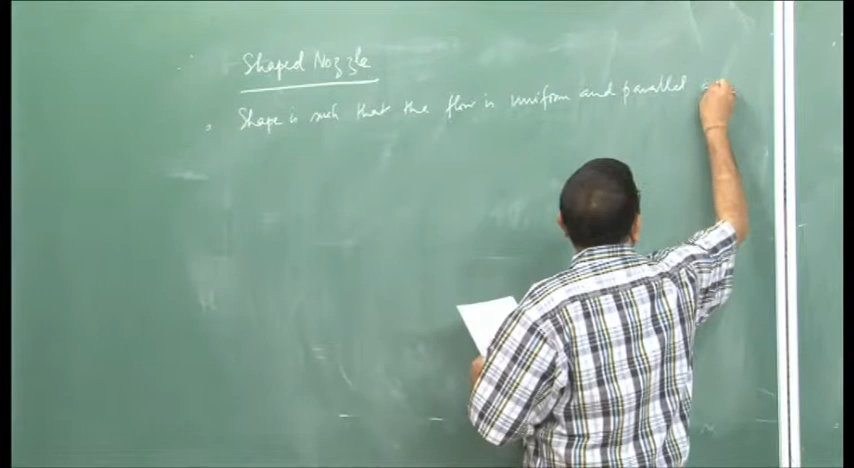 Shaped Nozzle
Shape is such that the flow is uniform and parallel